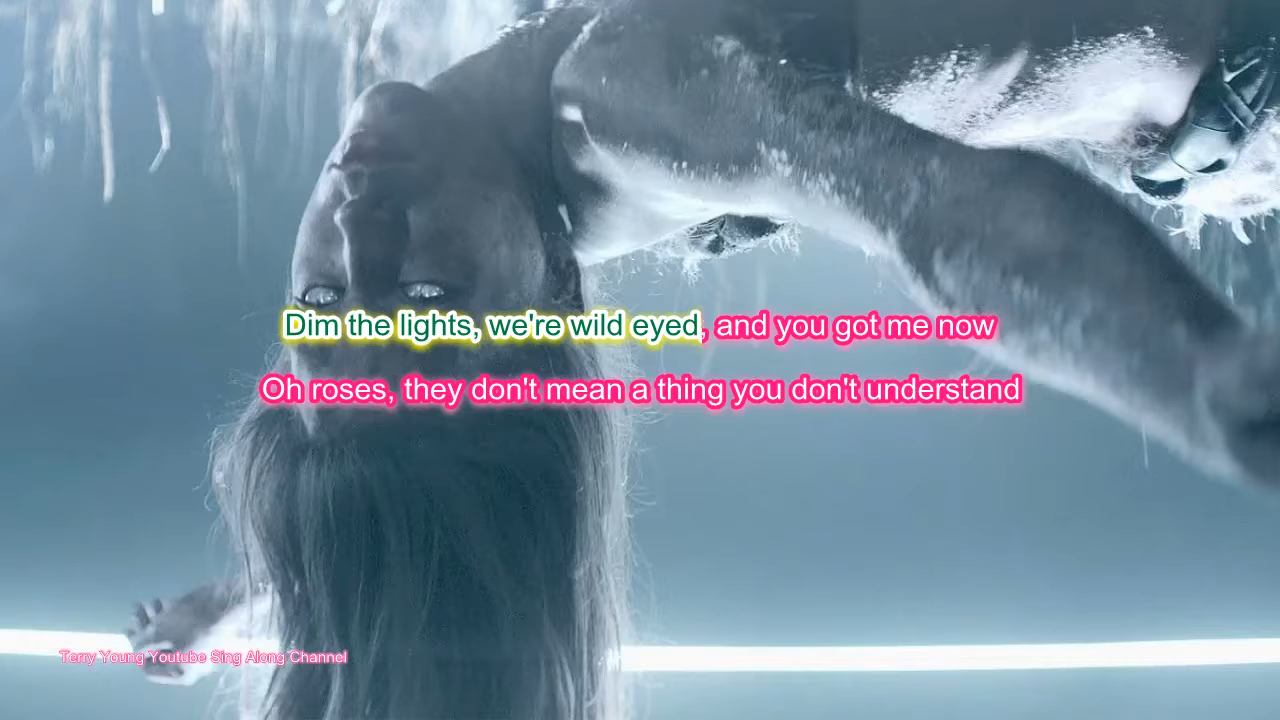 Dim the lights, we're wild eyed, and you got me now
Oh roses, they don't mean a thing you don't understand
Terry Young Youtube Sing Along Channel